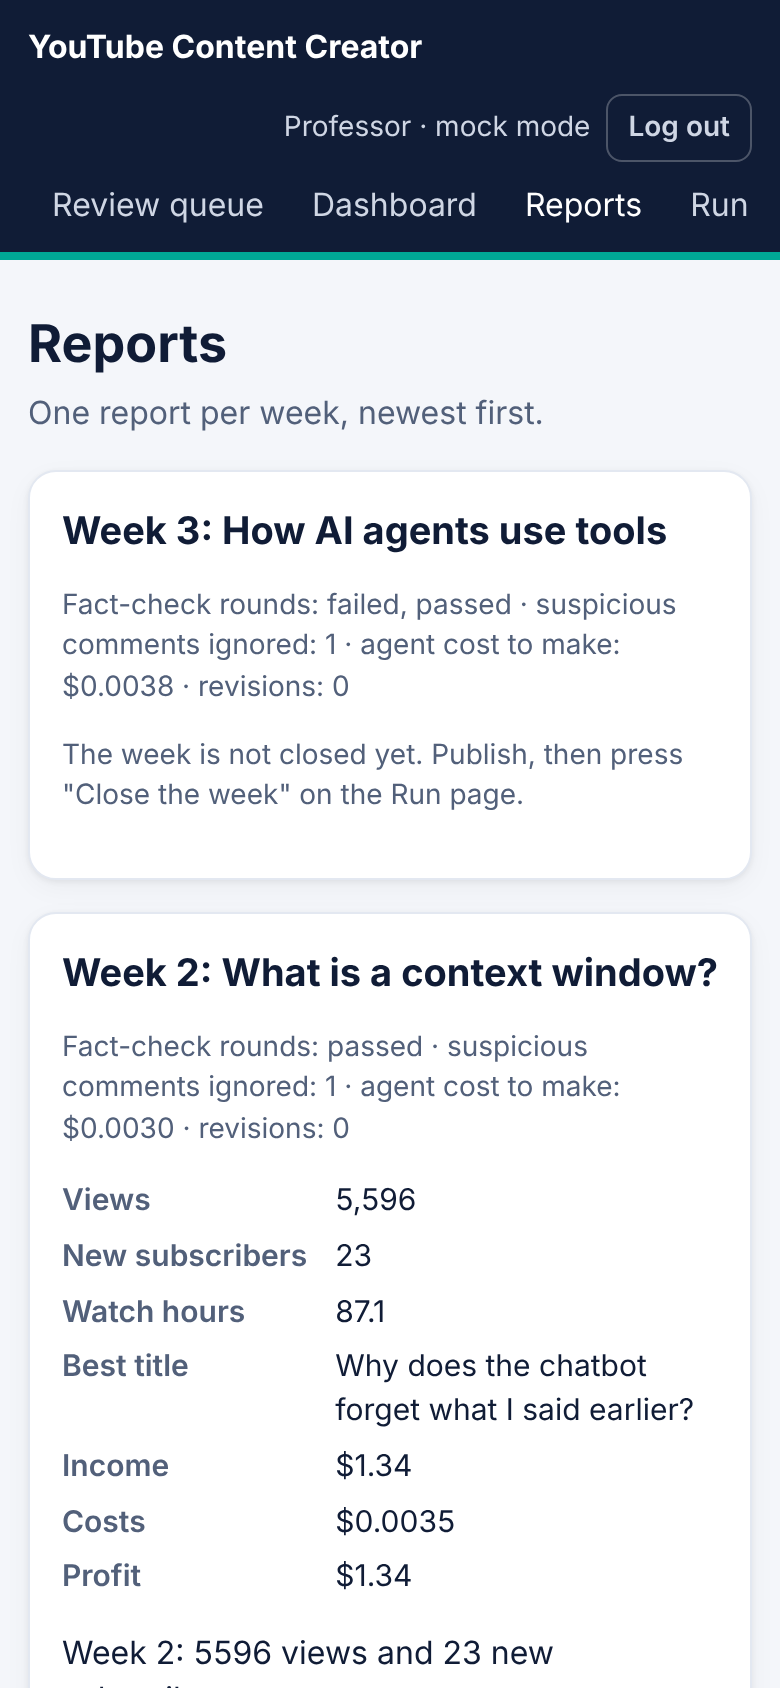 YouTube Content Creator
Professor · mock mode
Log out
Review queue
Dashboard
Reports
Run
Reports
One report per week, newest first.
Week 3: How AI agents use tools
Fact-check rounds: failed, passed · suspicious
comments ignored: 1 · agent cost to make:
$0.0038 · revisions: 0
The week is not closed yet. Publish, then press
"Close the week" on the Run page.
Week 2: What is a context window?
Fact-check rounds: passed · suspicious
comments ignored: 1 · agent cost to make:
$0.0030 · revisions: 0
Views 5,596
New subscribers 23
Watch hours 87.1
Best title Why does the chatbot
forget what I said earlier?
Income $1.34
Costs $0.0035
Profit $1.34
Week 2: 5596 views and 23 new